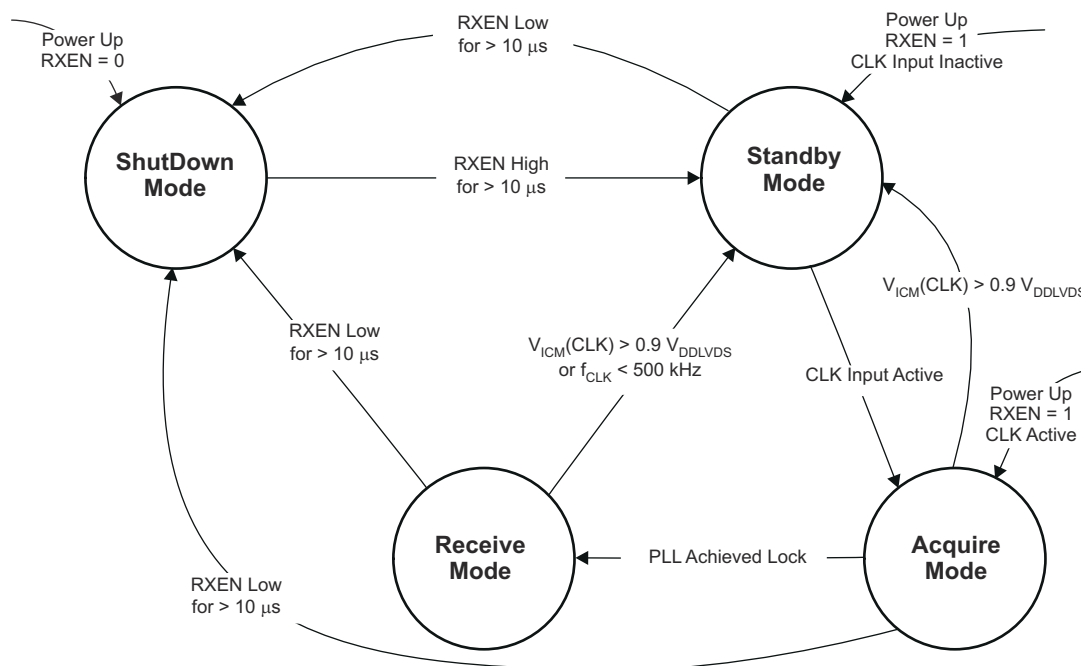 Power Up
RXEN = 0
RXEN Low
for > 10 μs
Power Up
RXEN = 1
CLK Input Inactive
ShutDown
Mode
RXEN High
for > 10 μs
Standby
Mode
RXEN Low
for > 10 μs
V_ICM(CLK) > 0.9 V_DDLVDS
or f_CLK < 500 kHz
V_ICM(CLK) > 0.9 V_DDLVDS
CLK Input Active
Power Up
RXEN = 1
CLK Active
Receive
Mode
PLL Achieved Lock
Acquire
Mode
RXEN Low
for > 10 μs